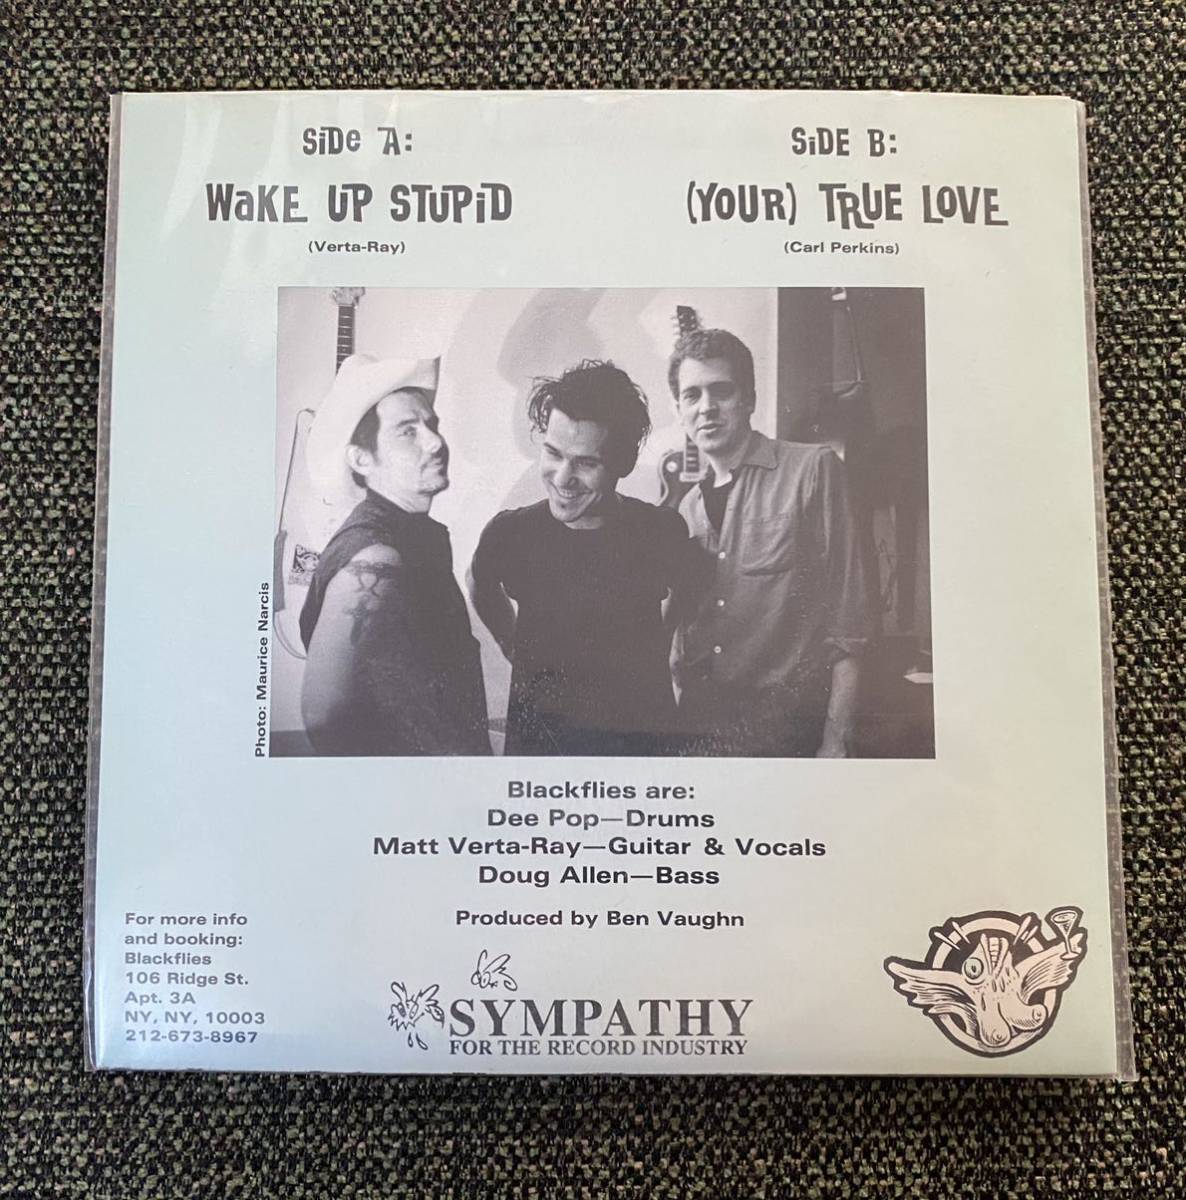 SiDe A:
WaKE UP STUPiD
(Verta-Ray)
SiDE B:
(YOUR) TRUE LOVE
(Carl Perkins)
Photo: Maurice Narcis
Blackflies are:
Dee Pop—Drums
Matt Verta-Ray—Guitar & Vocals
Doug Allen—Bass
Produced by Ben Vaughn
For more info
and booking:
Blackflies
106 Ridge St.
Apt. 3A
NY, NY, 10003
212-673-8967
SYMPATHY
FOR THE RECORD INDUSTRY